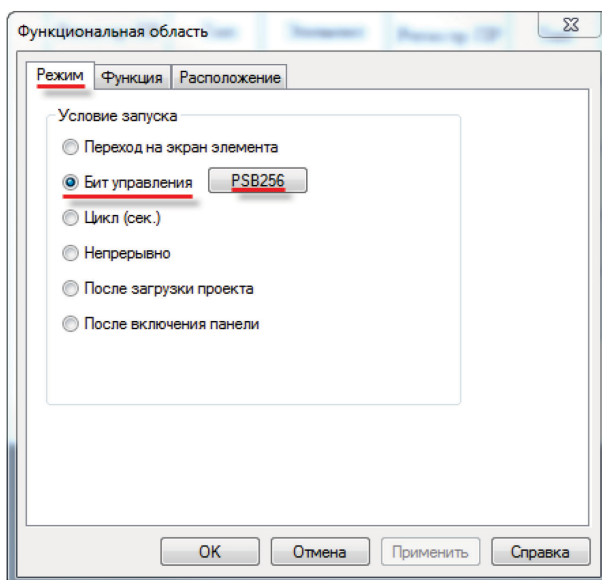 Функциональная область
Режим Функция Расположение
Условие запуска
Переход на экран элемента
Бит управления PSB256
Цикл (сек.)
Непрерывно
После загрузки проекта
После включения панели
OK Отмена Применить Справка